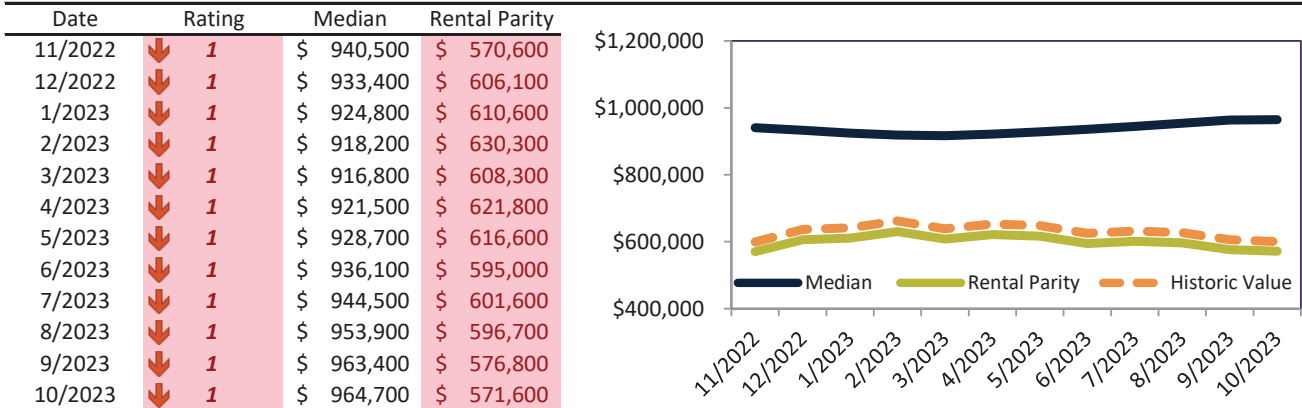 Date Rating Median Rental Parity
11/2022 1 $ 940,500 $ 570,600
12/2022 1 $ 933,400 $ 606,100
1/2023 1 $ 924,800 $ 610,600
2/2023 1 $ 918,200 $ 630,300
3/2023 1 $ 916,800 $ 608,300
4/2023 1 $ 921,500 $ 621,800
5/2023 1 $ 928,700 $ 616,600
6/2023 1 $ 936,100 $ 595,000
7/2023 1 $ 944,500 $ 601,600
8/2023 1 $ 953,900 $ 596,700
9/2023 1 $ 963,400 $ 576,800
10/2023 1 $ 964,700 $ 571,600
$1,200,000
$1,000,000
$800,000
$600,000
$400,000
Median Rental Parity Historic Value
11/2022 12/2022 1/2023 2/2023 3/2023 4/2023 5/2023 6/2023 7/2023 8/2023 9/2023 10/2023